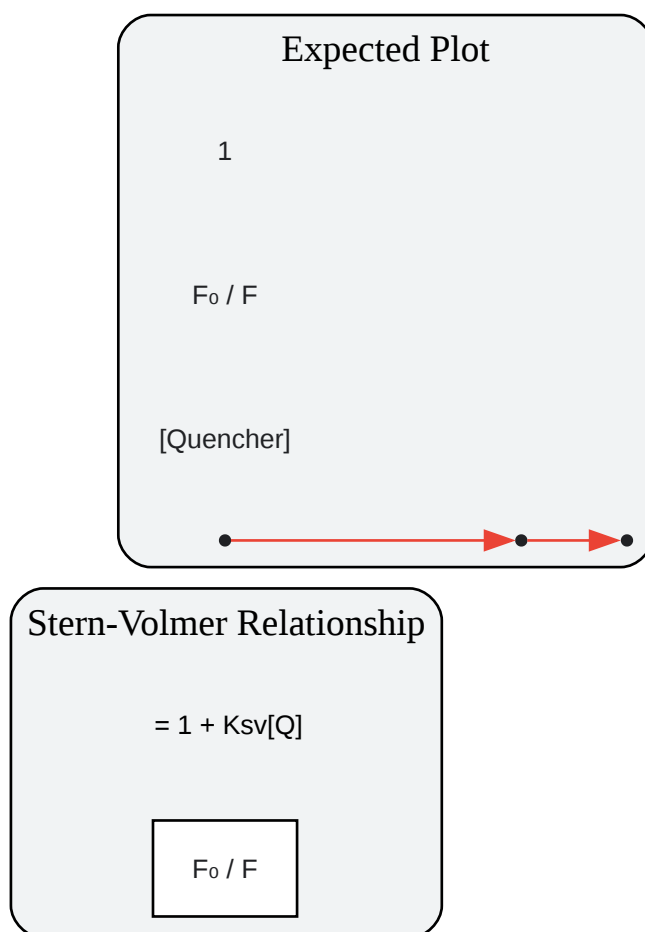 Expected Plot
1
F₀ / F
[Quencher]
Stern-Volmer Relationship
= 1 + Ksv[Q]
F₀ / F